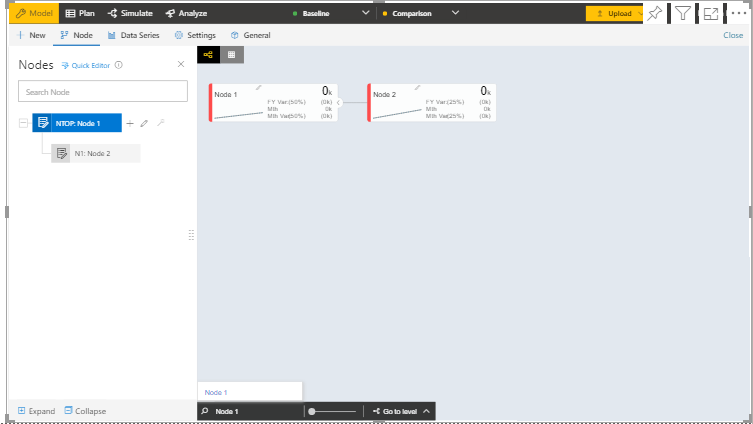 Model Plan Simulate Analyze Baseline Comparison Upload
New Node Data Series Settings General Close
Nodes Quick Editor
Search Node
NTOP: Node 1
N1: Node 2
Node 1 0k
FY Var:(50%) (0k)
Mth 0k
Mth Var:(50%) (0k)
Node 2 0k
FY Var:(25%) (0k)
Mth 0k
Mth Var:(25%) (0k)
Node 1
Expand Collapse
Node 1 Go to level